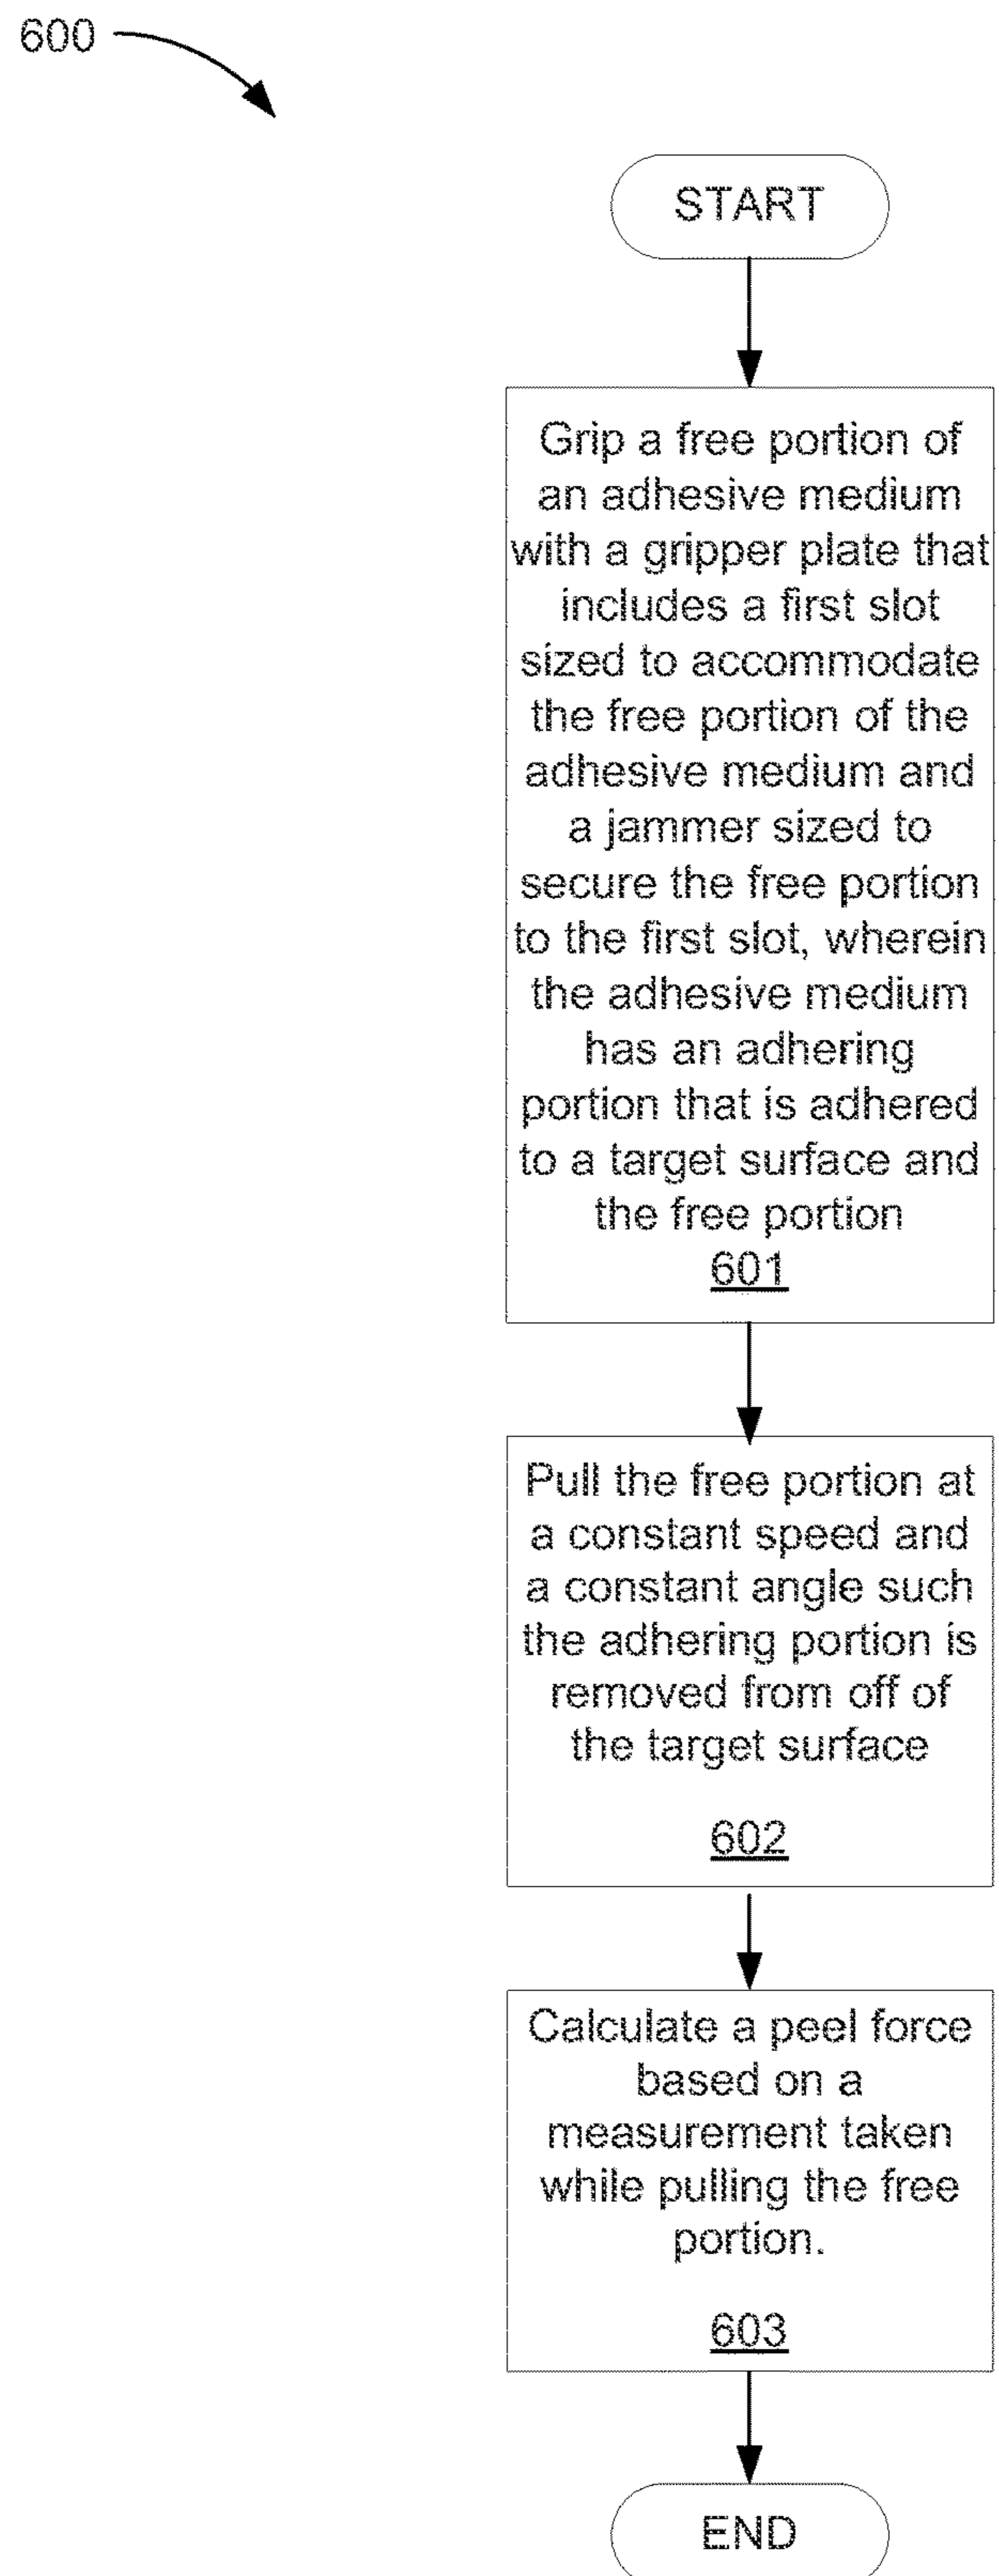 600
START
Grip a free portion of
an adhesive medium
with a gripper plate that
includes a first slot
sized to accommodate
the free portion of the
adhesive medium and
a jammer sized to
secure the free portion
to the first slot, wherein
the adhesive medium
has an adhering
portion that is adhered
to a target surface and
the free portion
601
Pull the free portion at
a constant speed and
a constant angle such
the adhering portion is
removed from off of
the target surface
602
Calculate a peel force
based on a
measurement taken
while pulling the free
portion.
603
END